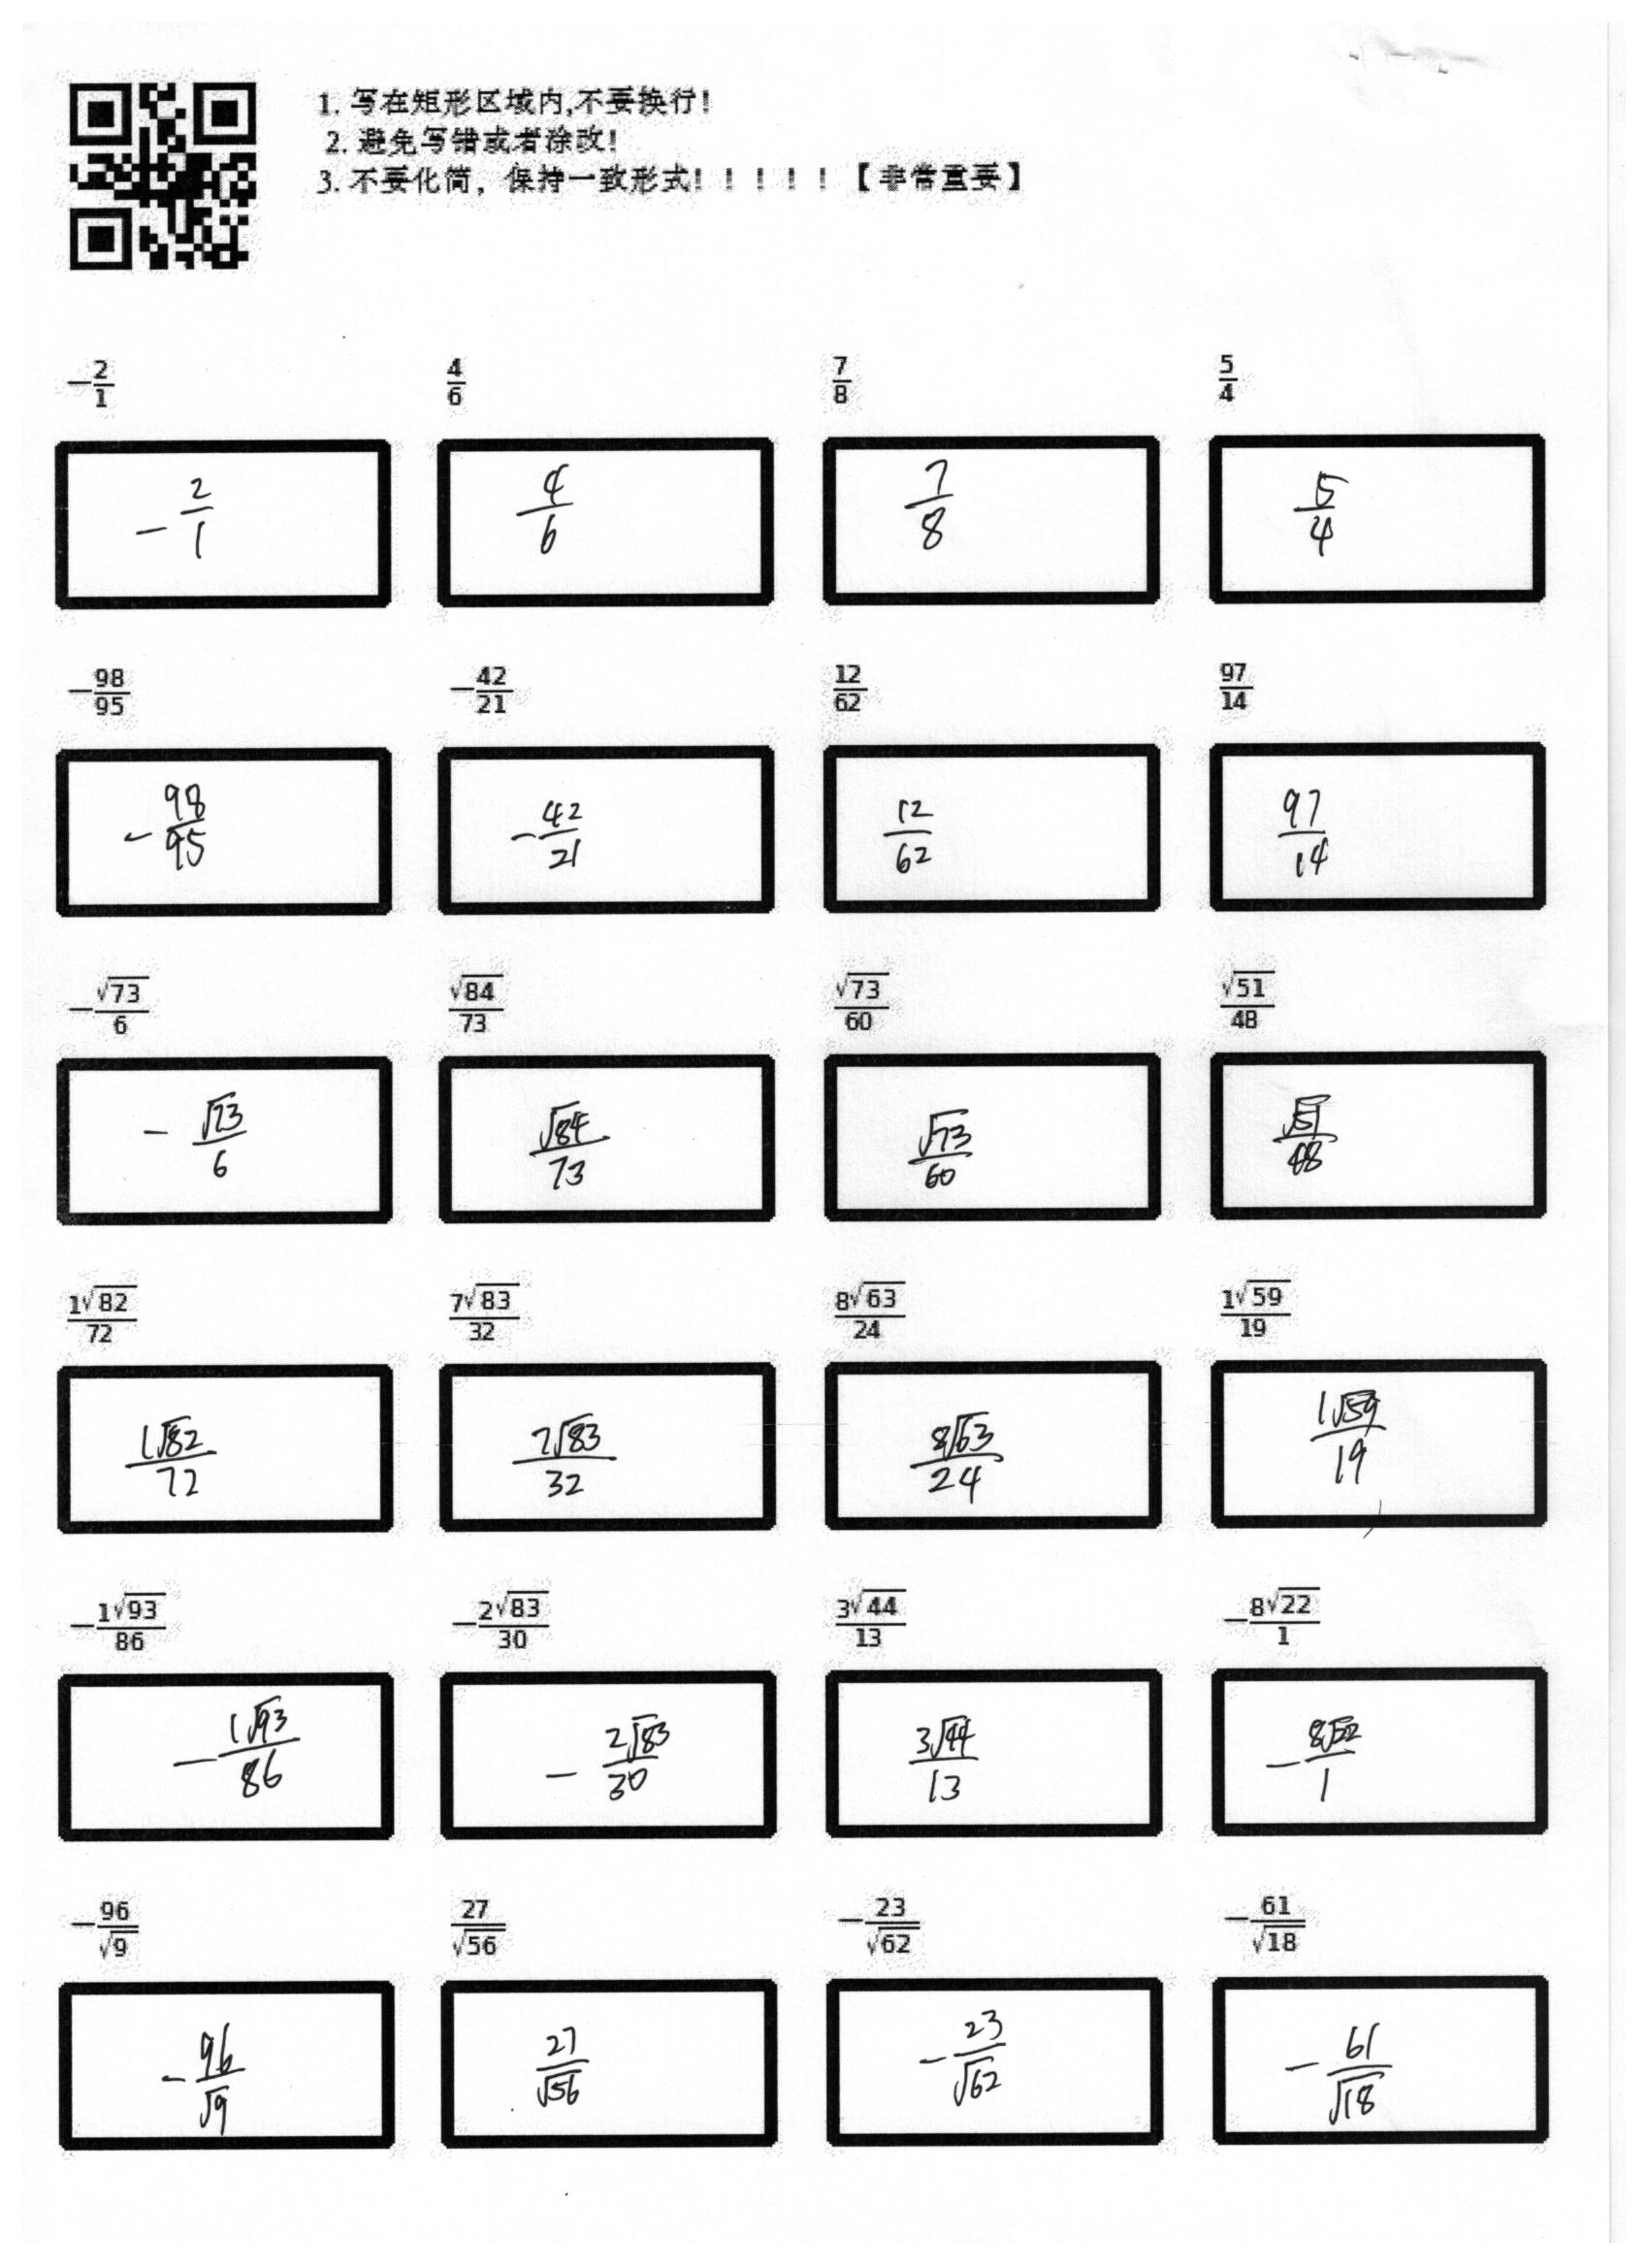 1. 写在矩形区域内,不要换行!
2. 避免写错或者涂改!
3. 不要化简，保持一致形式! ! ! ! ! 【非常重要】
-\frac{2}{1} \frac{4}{6} \frac{7}{8} \frac{5}{4}
-\frac{2}{1} \frac{4}{6} \frac{7}{8} \frac{5}{4}
-\frac{98}{95} -\frac{42}{21} \frac{12}{62} \frac{97}{14}
-\frac{98}{95} -\frac{42}{21} \frac{12}{62} \frac{97}{14}
-\frac{\sqrt{73}}{6} \frac{\sqrt{84}}{73} \frac{\sqrt{73}}{60} \frac{\sqrt{51}}{48}
-\frac{\sqrt{73}}{6} \frac{\sqrt{84}}{73} \frac{\sqrt{73}}{60} \frac{\sqrt{51}}{48}
\frac{1\sqrt{82}}{72} \frac{7\sqrt{83}}{32} \frac{8\sqrt{63}}{24} \frac{1\sqrt{59}}{19}
\frac{1\sqrt{82}}{72} \frac{7\sqrt{83}}{32} \frac{8\sqrt{63}}{24} \frac{1\sqrt{59}}{19}
-\frac{1\sqrt{93}}{86} -\frac{2\sqrt{83}}{30} \frac{3\sqrt{44}}{13} -\frac{8\sqrt{22}}{1}
-\frac{1\sqrt{93}}{86} -\frac{2\sqrt{83}}{30} \frac{3\sqrt{44}}{13} -\frac{8\sqrt{22}}{1}
-\frac{96}{\sqrt{9}} \frac{27}{\sqrt{56}} -\frac{23}{\sqrt{62}} -\frac{61}{\sqrt{18}}
-\frac{96}{\sqrt{9}} \frac{27}{\sqrt{56}} -\frac{23}{\sqrt{62}} -\frac{61}{\sqrt{18}}